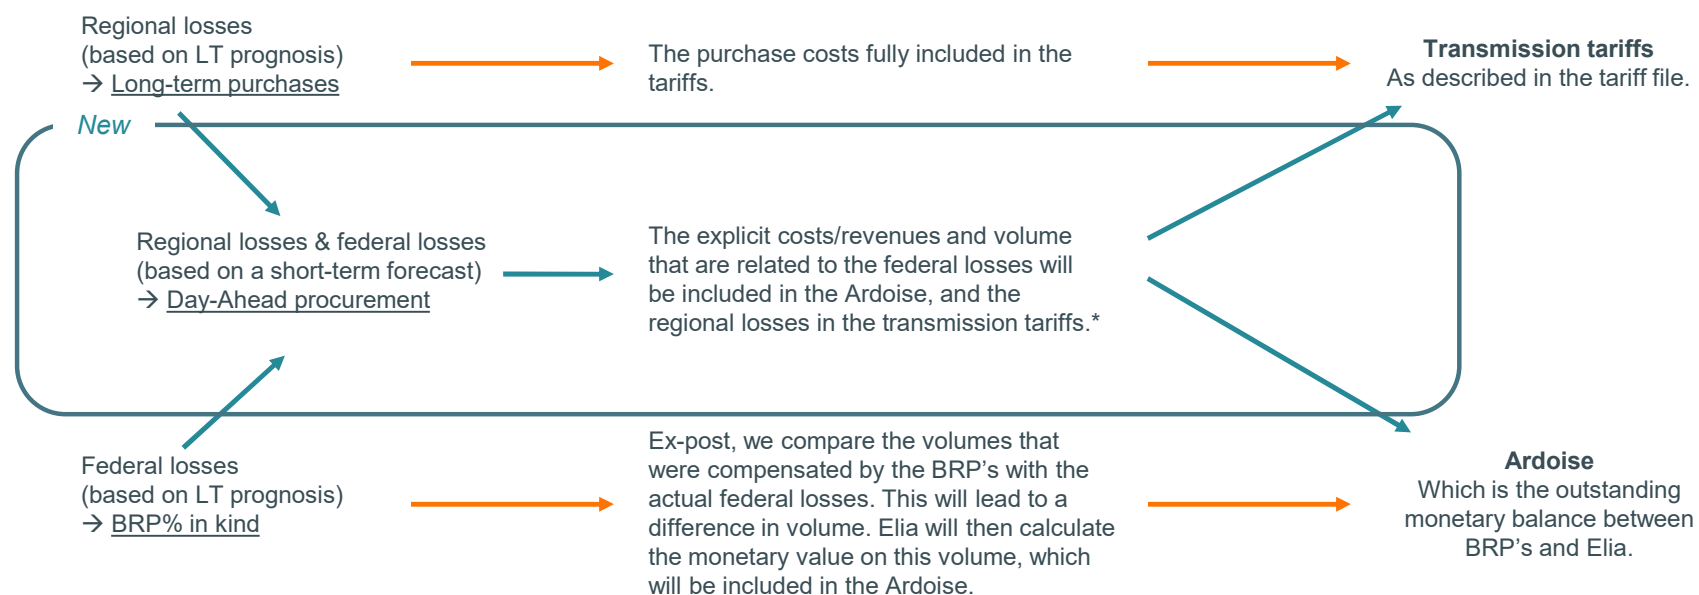 Regional losses
(based on LT prognosis)
→ Long-term purchases
The purchase costs fully included in the
tariffs.
Transmission tariffs
As described in the tariff file.
New
Regional losses & federal losses
(based on a short-term forecast)
→ Day-Ahead procurement
The explicit costs/revenues and volume
that are related to the federal losses will
be included in the Ardoise, and the
regional losses in the transmission tariffs.*
Federal losses
(based on LT prognosis)
→ BRP% in kind
Ex-post, we compare the volumes that
were compensated by the BRP's with the
actual federal losses. This will lead to a
difference in volume. Elia will then calculate
the monetary value on this volume, which
will be included in the Ardoise.
Ardoise
Which is the outstanding
monetary balance between
BRP's and Elia.